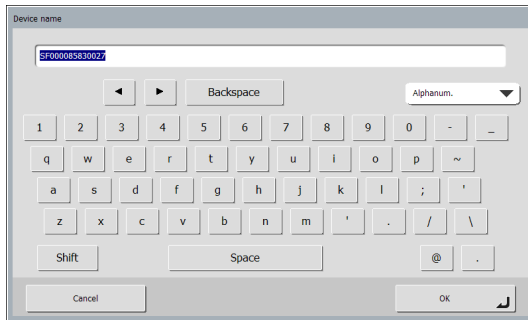 Device name
SF000085830027
◄ ► Backspace Alphanum.
1 2 3 4 5 6 7 8 9 0 - _
q w e r t y u i o p ~
a s d f g h j k l ; '
z x c v b n m ' . / \
Shift Space @ .
Cancel OK